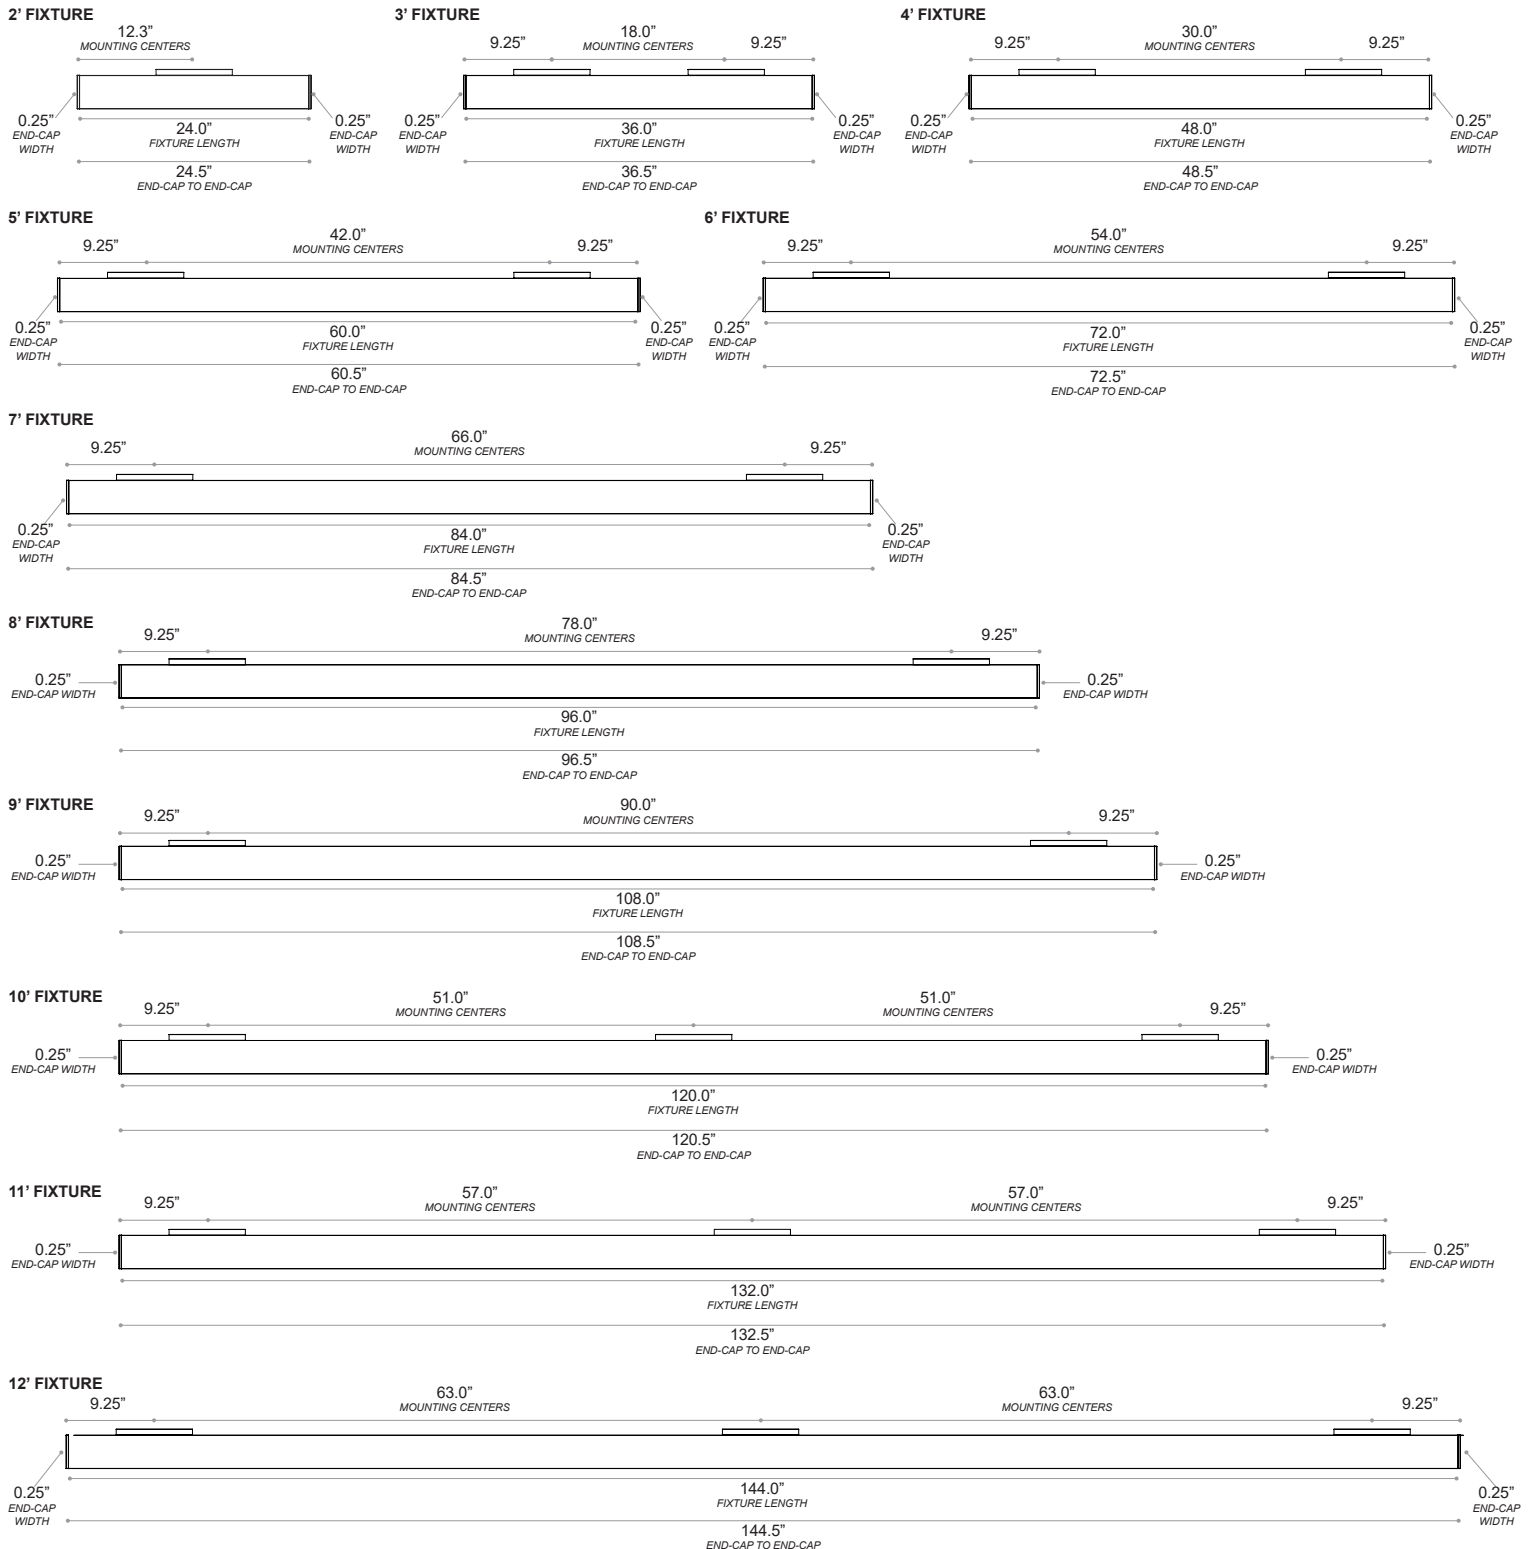 2’ FIXTURE
12.3”
MOUNTING CENTERS
0.25”
END-CAP
WIDTH
24.0”
FIXTURE LENGTH
0.25”
END-CAP
WIDTH
24.5”
END-CAP TO END-CAP
3’ FIXTURE
9.25”
18.0”
MOUNTING CENTERS
9.25”
0.25”
END-CAP
WIDTH
36.0”
FIXTURE LENGTH
0.25”
END-CAP
WIDTH
36.5”
END-CAP TO END-CAP
4’ FIXTURE
9.25”
30.0”
MOUNTING CENTERS
9.25”
0.25”
END-CAP
WIDTH
48.0”
FIXTURE LENGTH
0.25”
END-CAP
WIDTH
48.5”
END-CAP TO END-CAP
5’ FIXTURE
9.25”
42.0”
MOUNTING CENTERS
9.25”
0.25”
END-CAP
WIDTH
60.0”
FIXTURE LENGTH
0.25”
END-CAP
WIDTH
60.5”
END-CAP TO END-CAP
6’ FIXTURE
9.25”
54.0”
MOUNTING CENTERS
9.25”
0.25”
END-CAP
WIDTH
72.0”
FIXTURE LENGTH
0.25”
END-CAP
WIDTH
72.5”
END-CAP TO END-CAP
7’ FIXTURE
9.25”
66.0”
MOUNTING CENTERS
9.25”
0.25”
END-CAP
WIDTH
84.0”
FIXTURE LENGTH
0.25”
END-CAP
WIDTH
84.5”
END-CAP TO END-CAP
8’ FIXTURE
9.25”
78.0”
MOUNTING CENTERS
9.25”
0.25”
END-CAP WIDTH
0.25”
END-CAP WIDTH
96.0”
FIXTURE LENGTH
96.5”
END-CAP TO END-CAP
9’ FIXTURE
9.25”
90.0”
MOUNTING CENTERS
9.25”
0.25”
END-CAP WIDTH
0.25”
END-CAP WIDTH
108.0”
FIXTURE LENGTH
108.5”
END-CAP TO END-CAP
10’ FIXTURE
9.25”
51.0”
MOUNTING CENTERS
51.0”
MOUNTING CENTERS
9.25”
0.25”
END-CAP WIDTH
0.25”
END-CAP WIDTH
120.0”
FIXTURE LENGTH
120.5”
END-CAP TO END-CAP
11’ FIXTURE
9.25”
57.0”
MOUNTING CENTERS
57.0”
MOUNTING CENTERS
9.25”
0.25”
END-CAP WIDTH
0.25”
END-CAP WIDTH
132.0”
FIXTURE LENGTH
132.5”
END-CAP TO END-CAP
12’ FIXTURE
9.25”
63.0”
MOUNTING CENTERS
63.0”
MOUNTING CENTERS
9.25”
0.25”
END-CAP
WIDTH
144.0”
FIXTURE LENGTH
0.25”
END-CAP
WIDTH
144.5”
END-CAP TO END-CAP